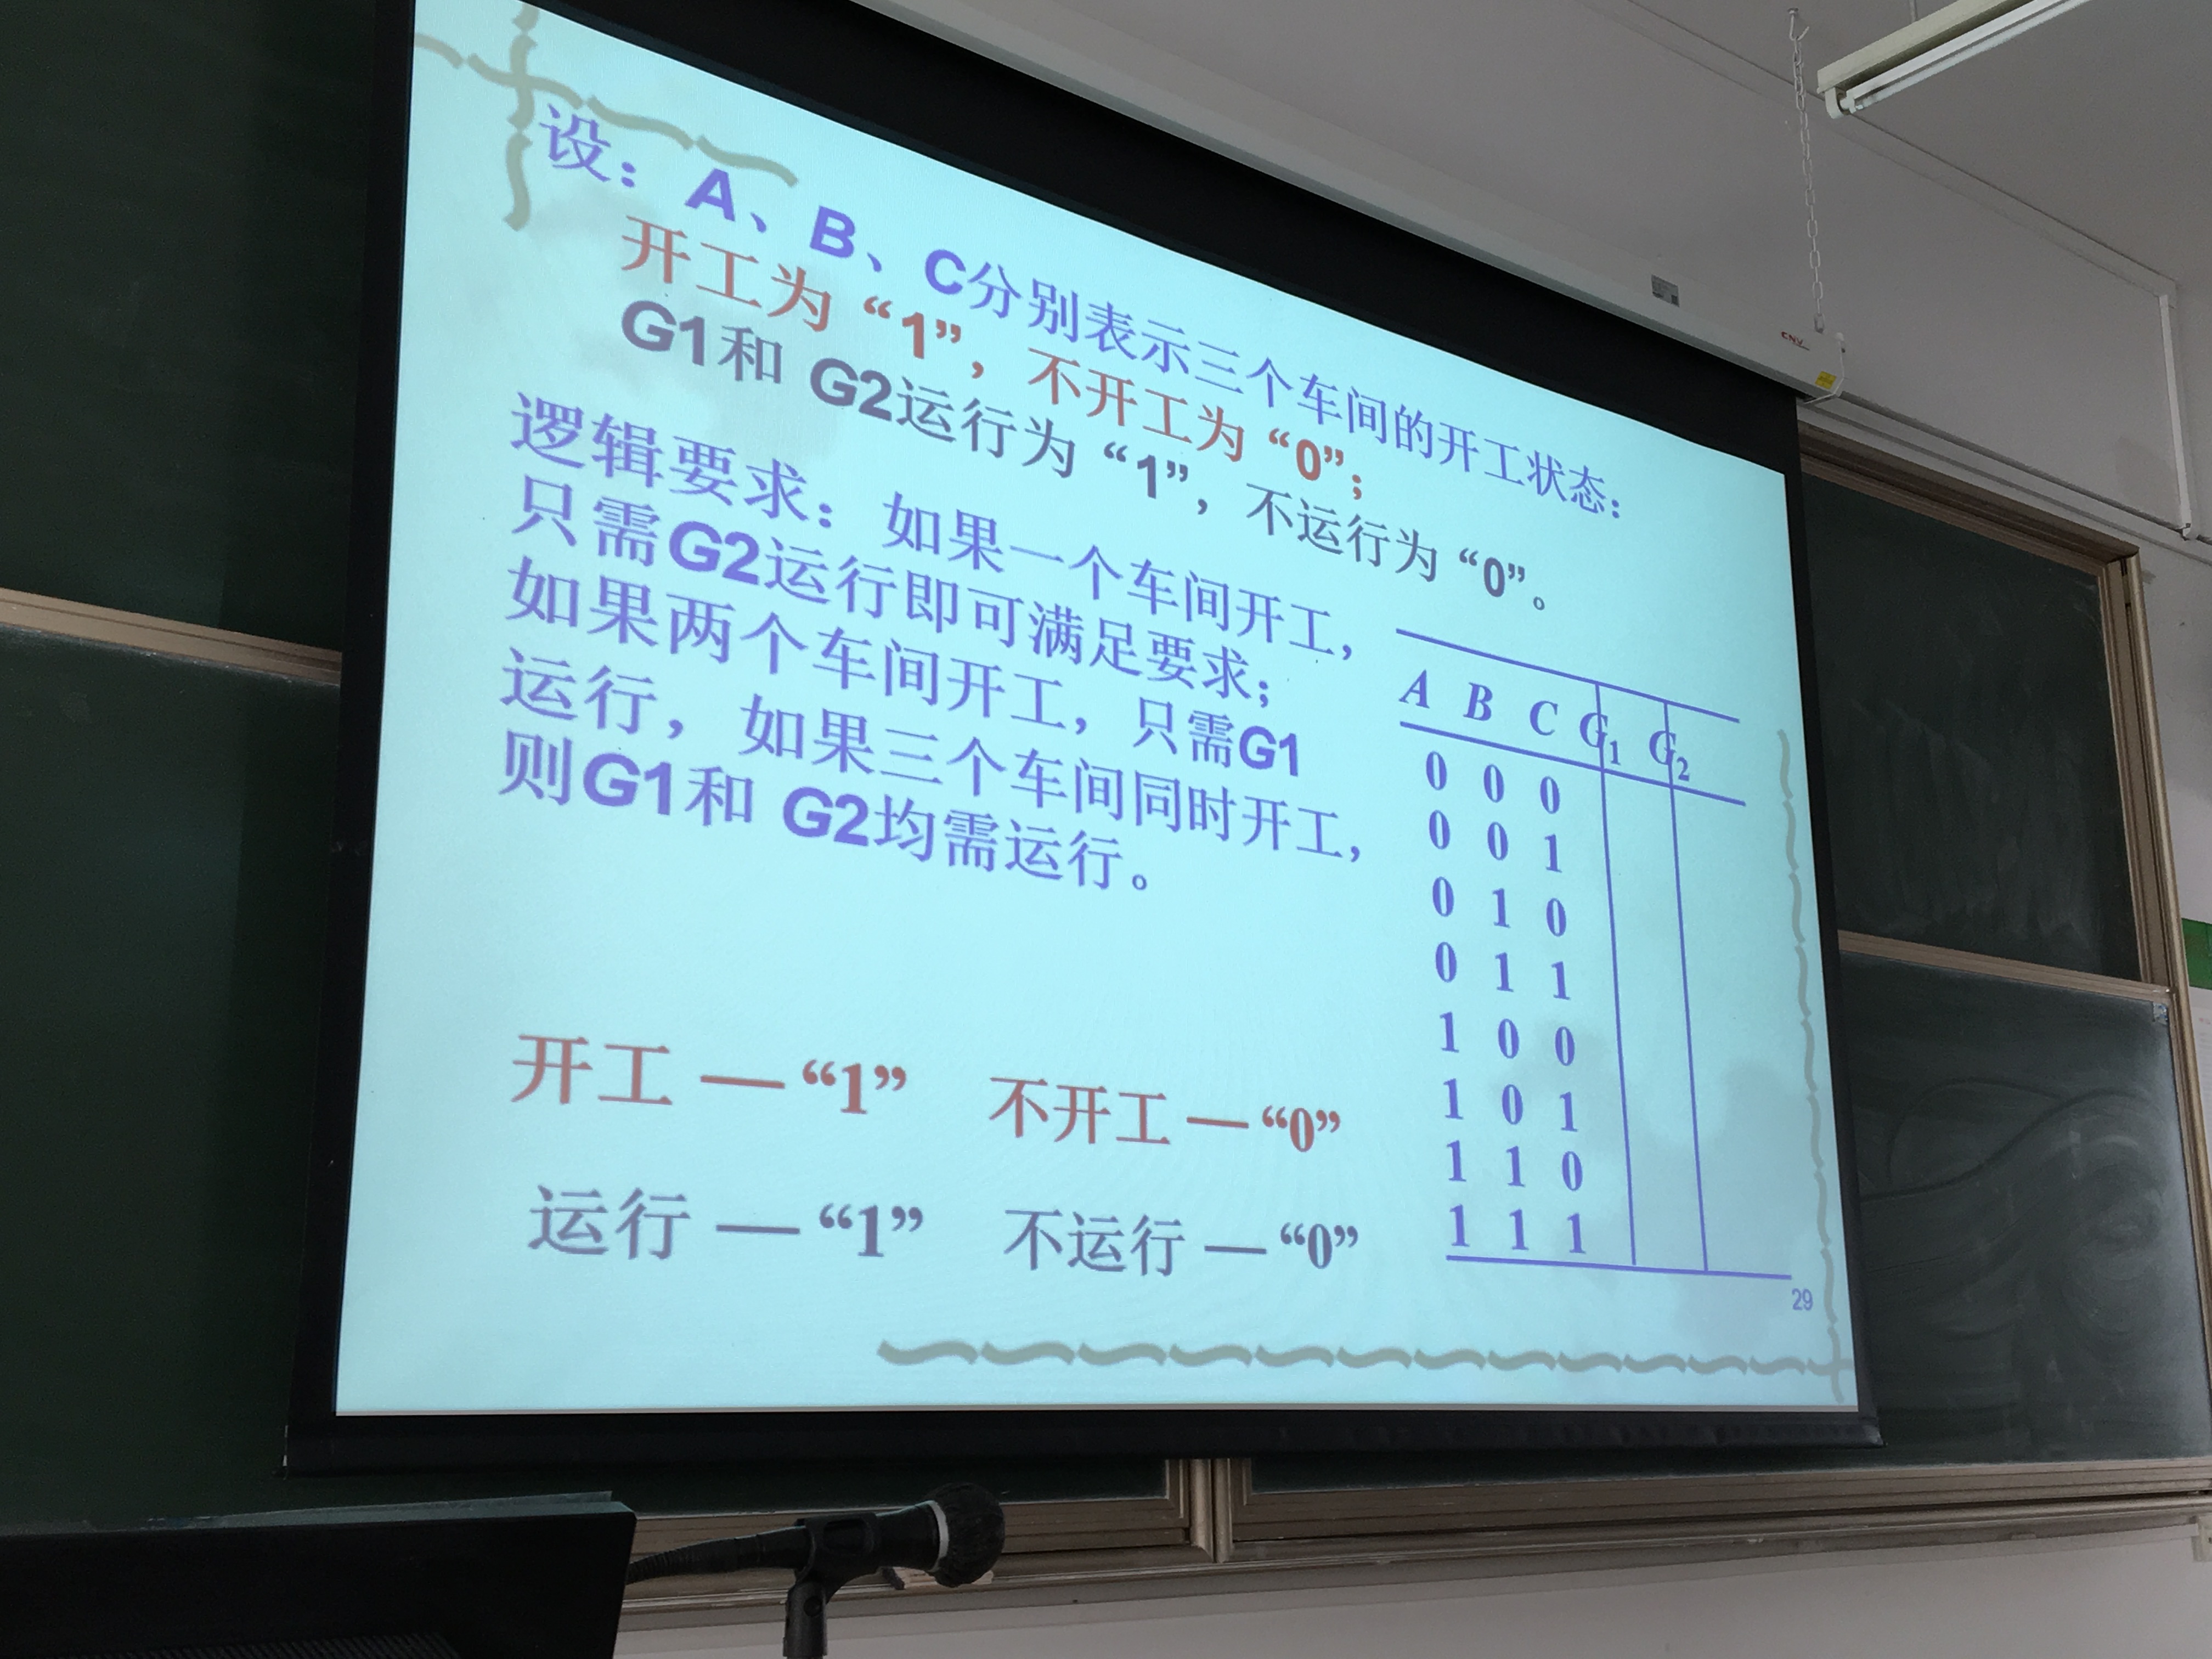 设：A、B、C分别表示三个车间的开工状态：
开工为“1”，不开工为“0”；
G1和 G2运行为“1”，不运行为“0”。
逻辑要求：如果一个车间开工，
只需G2运行即可满足要求；
如果两个车间开工，只需G1
运行，如果三个车间同时开工，
则G1和 G2均需运行。
开工 — “1” 不开工 — “0”
运行 — “1” 不运行 — “0”
A B C G1 G2
0 0 0
0 0 1
0 1 0
0 1 1
1 0 0
1 0 1
1 1 0
1 1 1
29